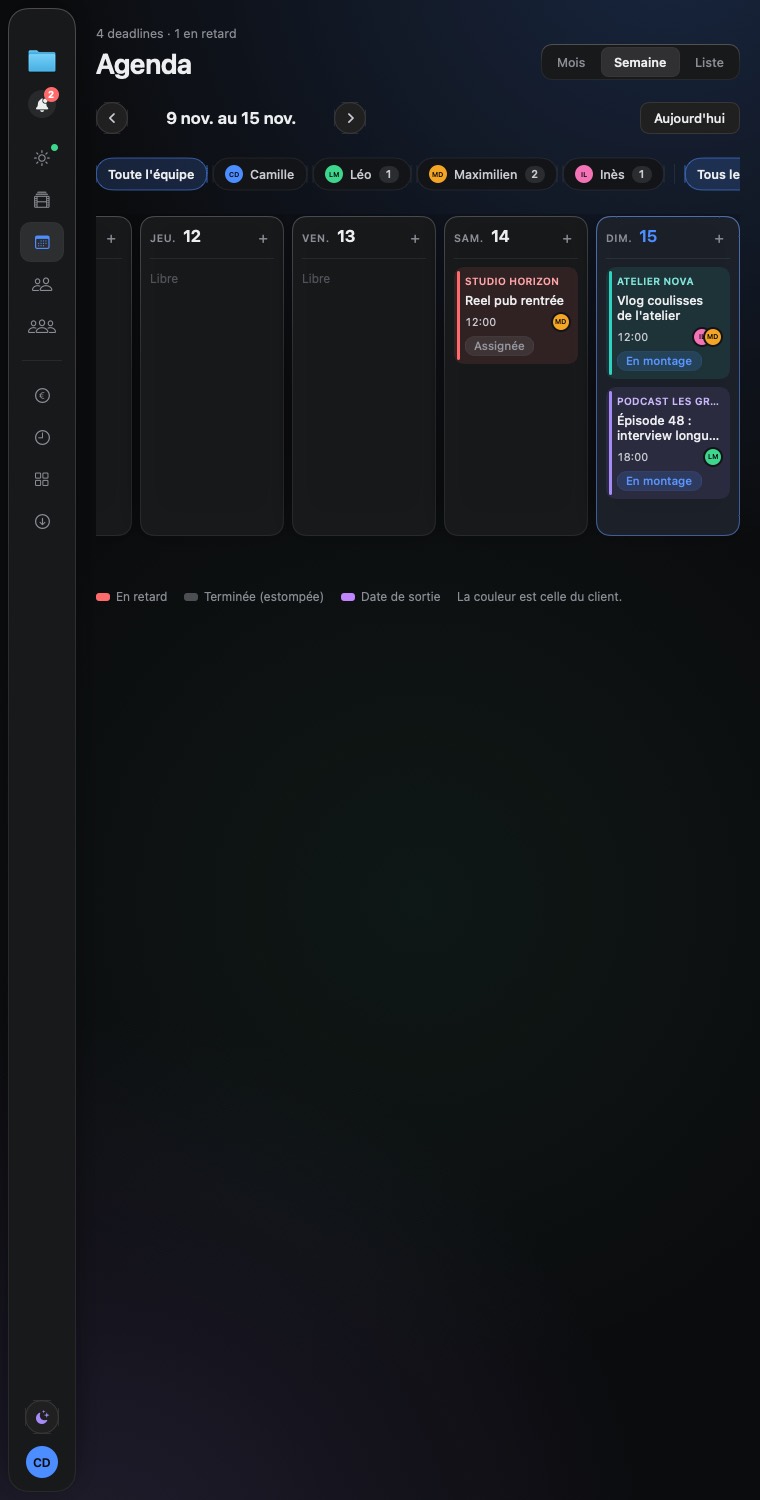 4 deadlines · 1 en retard
Agenda
Mois
Semaine
Liste
2
9 nov. au 15 nov.
Aujourd'hui
Toute l'équipe
CD Camille
LM Léo 1
MD Maximilien 2
IL Inès 1
Tous le
+
JEU. 12 +
Libre
VEN. 13 +
Libre
SAM. 14 +
STUDIO HORIZON
Reel pub rentrée
12:00 MD
Assignée
DIM. 15 +
ATELIER NOVA
Vlog coulisses
de l'atelier
12:00 MD
En montage
PODCAST LES GR...
Épisode 48 :
interview longu...
18:00 LM
En montage
En retard
Terminée (estompée)
Date de sortie
La couleur est celle du client.
CD